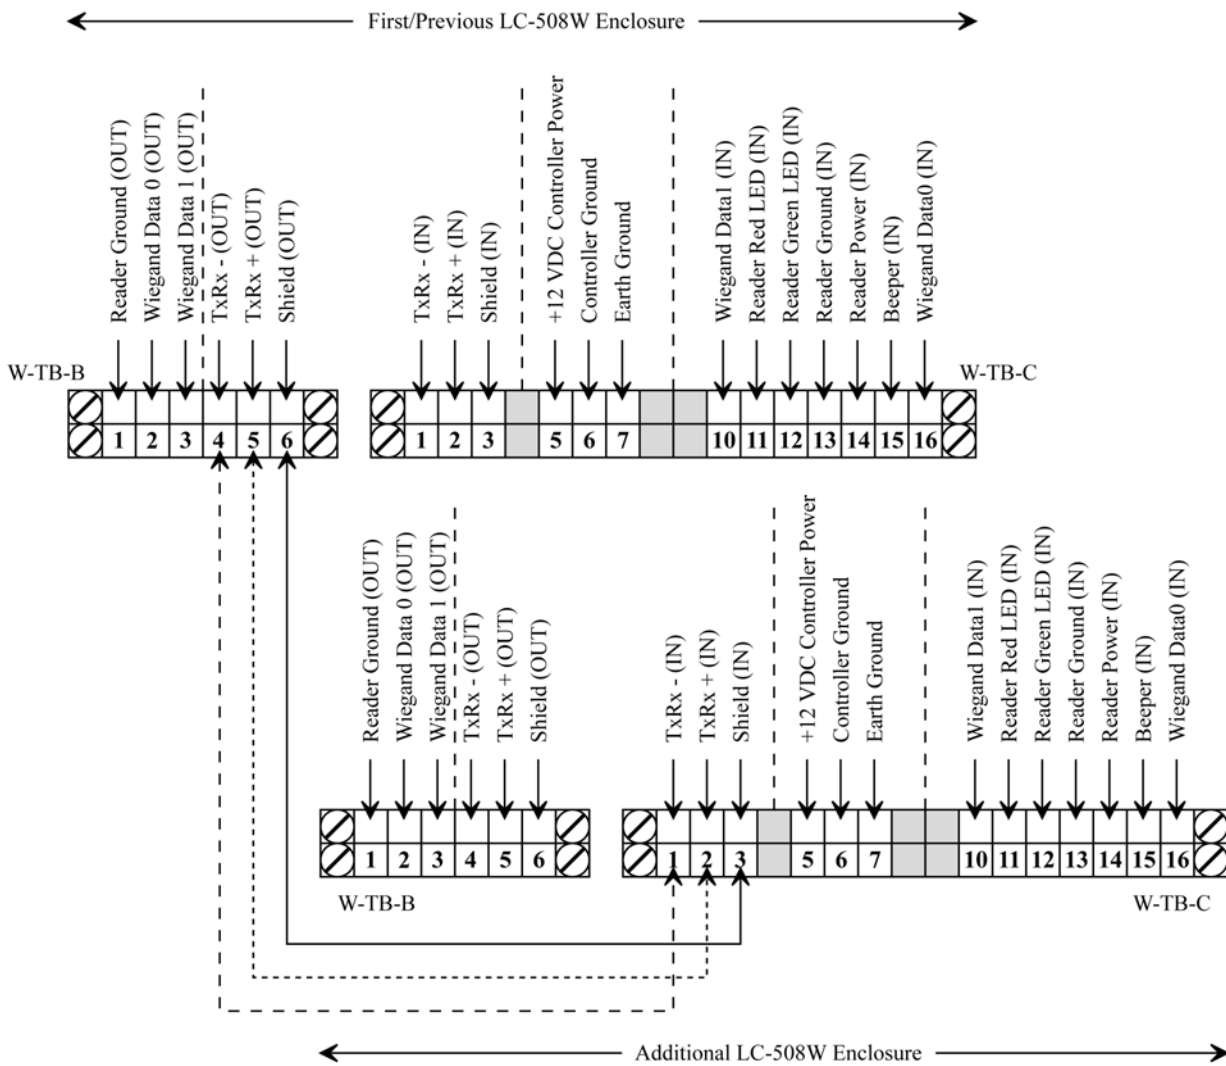 First/Previous LC-508W Enclosure
Reader Ground (OUT)
Wiegand Data 0 (OUT)
Wiegand Data 1 (OUT)
TxRx - (OUT)
TxRx + (OUT)
Shield (OUT)
TxRx - (IN)
TxRx + (IN)
Shield (IN)
+12 VDC Controller Power
Controller Ground
Earth Ground
Wiegand Data1 (IN)
Reader Red LED (IN)
Reader Green LED (IN)
Reader Ground (IN)
Reader Power (IN)
Beeper (IN)
Wiegand Data0 (IN)
W-TB-B
W-TB-C
1 2 3 4 5 6
1 2 3 5 6 7 10 11 12 13 14 15 16
Reader Ground (OUT)
Wiegand Data 0 (OUT)
Wiegand Data 1 (OUT)
TxRx - (OUT)
TxRx + (OUT)
Shield (OUT)
TxRx - (IN)
TxRx + (IN)
Shield (IN)
+12 VDC Controller Power
Controller Ground
Earth Ground
Wiegand Data1 (IN)
Reader Red LED (IN)
Reader Green LED (IN)
Reader Ground (IN)
Reader Power (IN)
Beeper (IN)
Wiegand Data0 (IN)
1 2 3 4 5 6
1 2 3 5 6 7 10 11 12 13 14 15 16
W-TB-B
W-TB-C
Additional LC-508W Enclosure